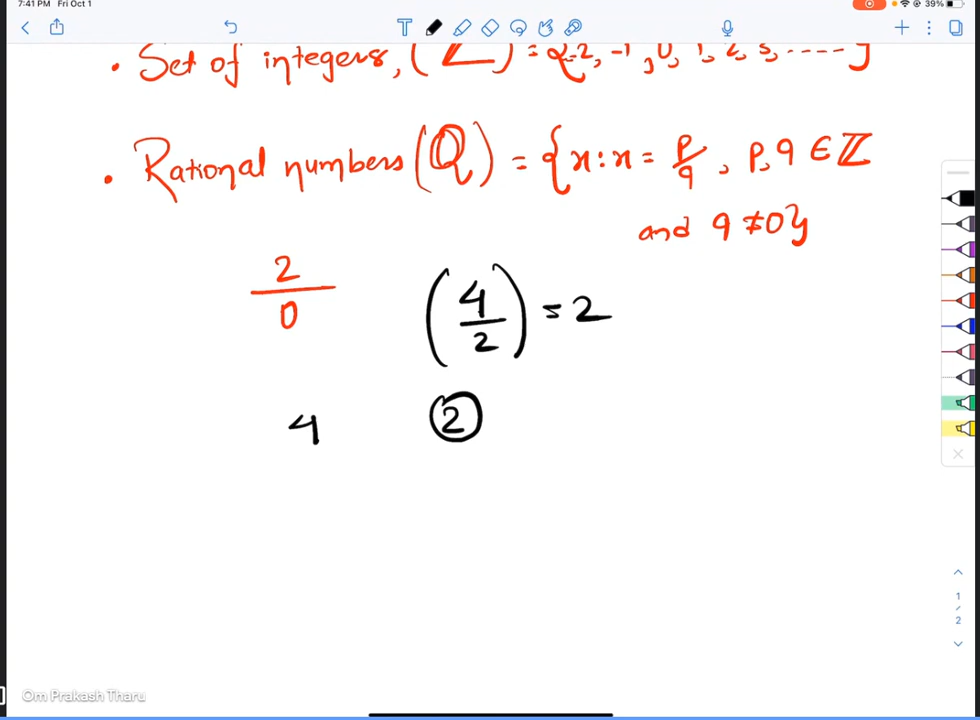 7:41 PM Fri Oct 1 39%
• Set of integers, (ℤ) = {-2, -1, 0, 1, 2, 3, ....}
• Rational numbers (ℚ) = {x : x = p/q, p, q ∈ ℤ
and q ≠ 0}
2/0 (4/2) = 2
4 2
1
/
2
Om Prakash Tharu